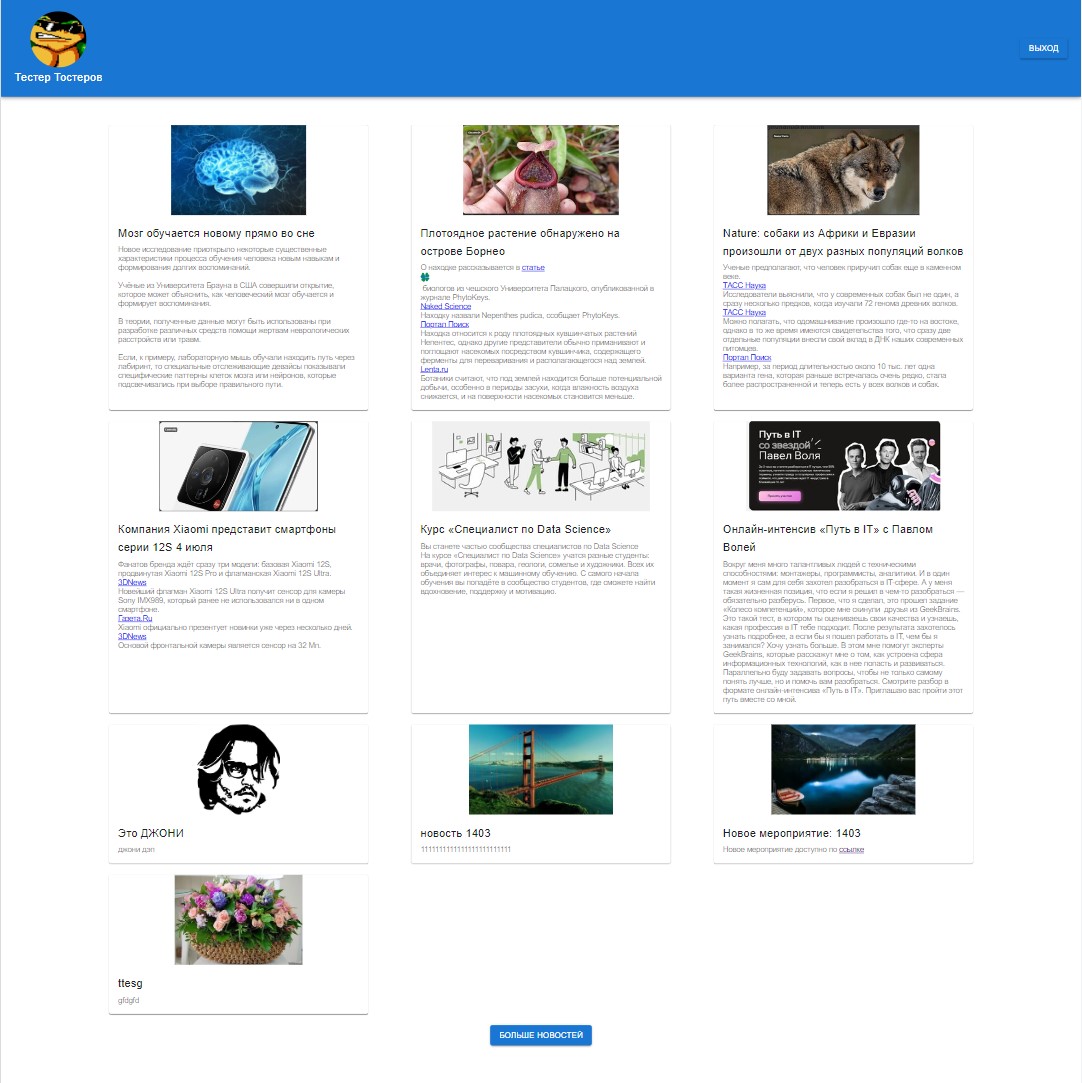 Тестер Тостеров
ВЫХОД
Мозг обучается новому прямо во сне
Новое исследование приоткрыло некоторые существенные
характеристики процесса обучения человека новым навыкам и
формирования долгих воспоминаний.
Учёные из Университета Брауна в США совершили открытие,
которое может объяснить, как человеческий мозг обучается и
формирует воспоминания.
В теории, полученные данные могут быть использованы при
разработке различных средств помощи жертвам неврологических
расстройств или травм.
Если, к примеру, лабораторную мышь обучали находить путь через
лабиринт, то специальные отслеживающие девайсы показывали
специфические паттерны клеток мозга или нейронов, которые
подсвечивались при выборе правильного пути.
Плотоядное растение обнаружено на
острове Борнео
О находке рассказывается в статье
биологов из чешского Университета Палацкого, опубликованной в
журнале PhytoKeys.
Naked Science
Находку назвали Nepenthes pudica, сообщает PhytoKeys.
Портал Поиск
Находка относится к роду плотоядных кувшинчатых растений
Непентес, однако другие представители обычно приманивают и
поглощают насекомых посредством кувшинчика, содержащего
ферменты для переваривания и располагающегося над землей.
Lenta.ru
Ботаники считают, что под землей находится больше потенциальной
добычи, особенно в периоды засухи, когда влажность воздуха
снижается, и на поверхности насекомых становится меньше.
Nature: собаки из Африки и Евразии
произошли от двух разных популяций волков
Ученые предполагают, что человек приручил собак еще в каменном
веке.
ТАСС Наука
Исследователи выяснили, что у современных собак был не один, а
сразу несколько предков, когда изучали 72 генома древних волков.
ТАСС Наука
Можно полагать, что одомашнивание произошло где-то на востоке,
однако в то же время имеются свидетельства того, что сразу две
отдельные популяции внесли свой вклад в ДНК наших современных
питомцев.
Портал Поиск
Например, за период длительностью около 10 тыс. лет одна
варианта гена, которая раньше встречалась очень редко, стала
более распространенной и теперь есть у всех волков и собак.
Компания Xiaomi представит смартфоны
серии 12S 4 июля
Фанатов бренда ждёт сразу три модели: базовая Xiaomi 12S,
продвинутая Xiaomi 12S Pro и флагманская Xiaomi 12S Ultra.
3DNews
Новейший флагман Xiaomi 12S Ultra получит сенсор для камеры
Sony IMX989, который ранее не использовался ни в одном
смартфоне.
Газета.Ru
Xiaomi официально презентует новинки уже через несколько дней.
3DNews
Основой фронтальной камеры является сенсор на 32 Мп.
Курс «Специалист по Data Science»
Вы станете частью сообщества специалистов по Data Science
На курсе «Специалист по Data Science» учатся разные студенты:
врачи, фотографы, повара, геологи, сомелье и художники. Всех их
объединяет интерес к машинному обучению. С самого начала
обучения вы попадёте в сообщество студентов, где сможете найти
вдохновение, поддержку и мотивацию.
Путь в IT
со звездой
Павел Воля
Онлайн-интенсив «Путь в IT» с Павлом
Волей
Вокруг меня много талантливых людей с техническими
способностями: монтажеры, программисты, аналитики. И в один
момент я сам для себя захотел разобраться в IT-сфере. А у меня
такая жизненная позиция, что если я решил в чем-то разобраться —
обязательно разберусь. Первое, что я сделал, это прошел задание
«Колесо компетенций», которое мне скинули друзья из GeekBrains.
Это такой тест, в котором ты оцениваешь свои качества и узнаешь,
какая профессия в IT тебе подходит. После результата захотелось
узнать подробнее, а если бы я пошел работать в IT, чем бы я
занимался? Хочу узнать больше. В этом мне помогут эксперты
GeekBrains, которые расскажут мне о том, как устроена сфера
информационных технологий, как в нее попасть и развиваться.
Параллельно буду задавать вопросы, чтобы не только самому
понять лучше, но и помочь вам разобраться. Смотрите разбор в
формате онлайн-интенсива «Путь в IT». Приглашаю вас пройти этот
путь вместе со мной.
Это ДЖОНИ
джони дэп
новость 1403
1111111111111111111111111
Новое мероприятие: 1403
Новое мероприятие доступно по ссылке
ttesg
gfdgfd
БОЛЬШЕ НОВОСТЕЙ